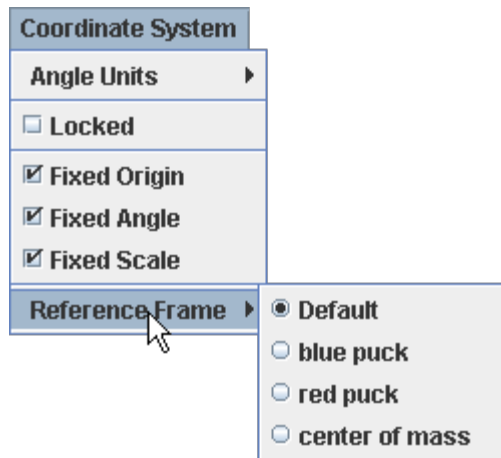 Coordinate System
Angle Units
Locked
Fixed Origin
Fixed Angle
Fixed Scale
Reference Frame
Default
blue puck
red puck
center of mass